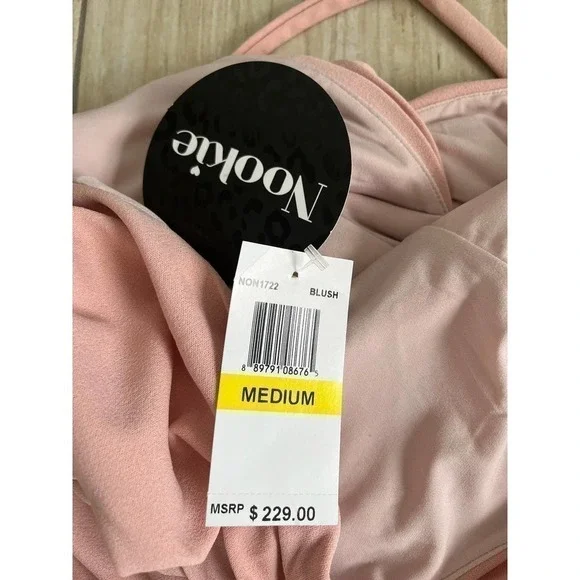 Nookie
NON1722 BLUSH
8 89791 08676 5
MEDIUM
MSRP $ 229.00